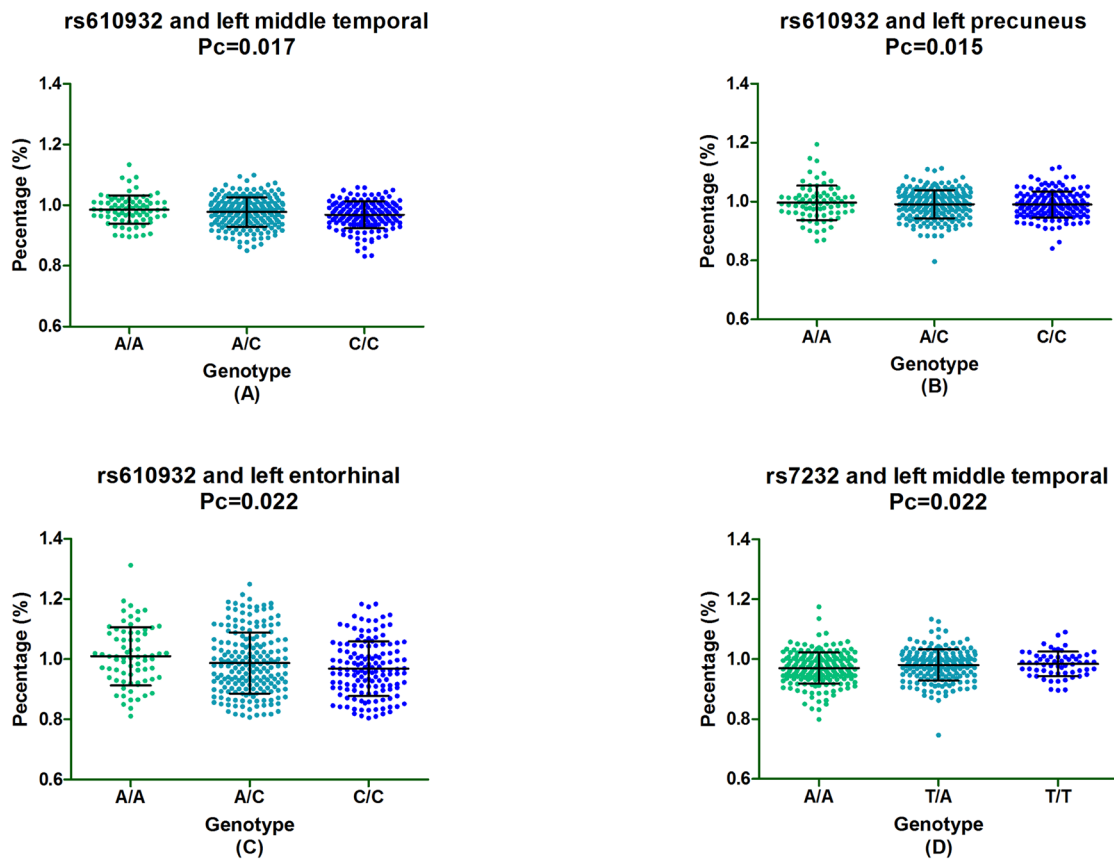 rs610932 and left middle temporal
Pc=0.017
1.4
1.2
1.0
0.8
0.6
Pecentage (%)
A/A A/C C/C
Genotype
(A)
rs610932 and left precuneus
Pc=0.015
1.4
1.2
1.0
0.8
0.6
Pecentage (%)
A/A A/C C/C
Genotype
(B)
rs610932 and left entorhinal
Pc=0.022
1.4
1.2
1.0
0.8
0.6
Pecentage (%)
A/A A/C C/C
Genotype
(C)
rs7232 and left middle temporal
Pc=0.022
1.4
1.2
1.0
0.8
0.6
Pecentage (%)
A/A T/A T/T
Genotype
(D)